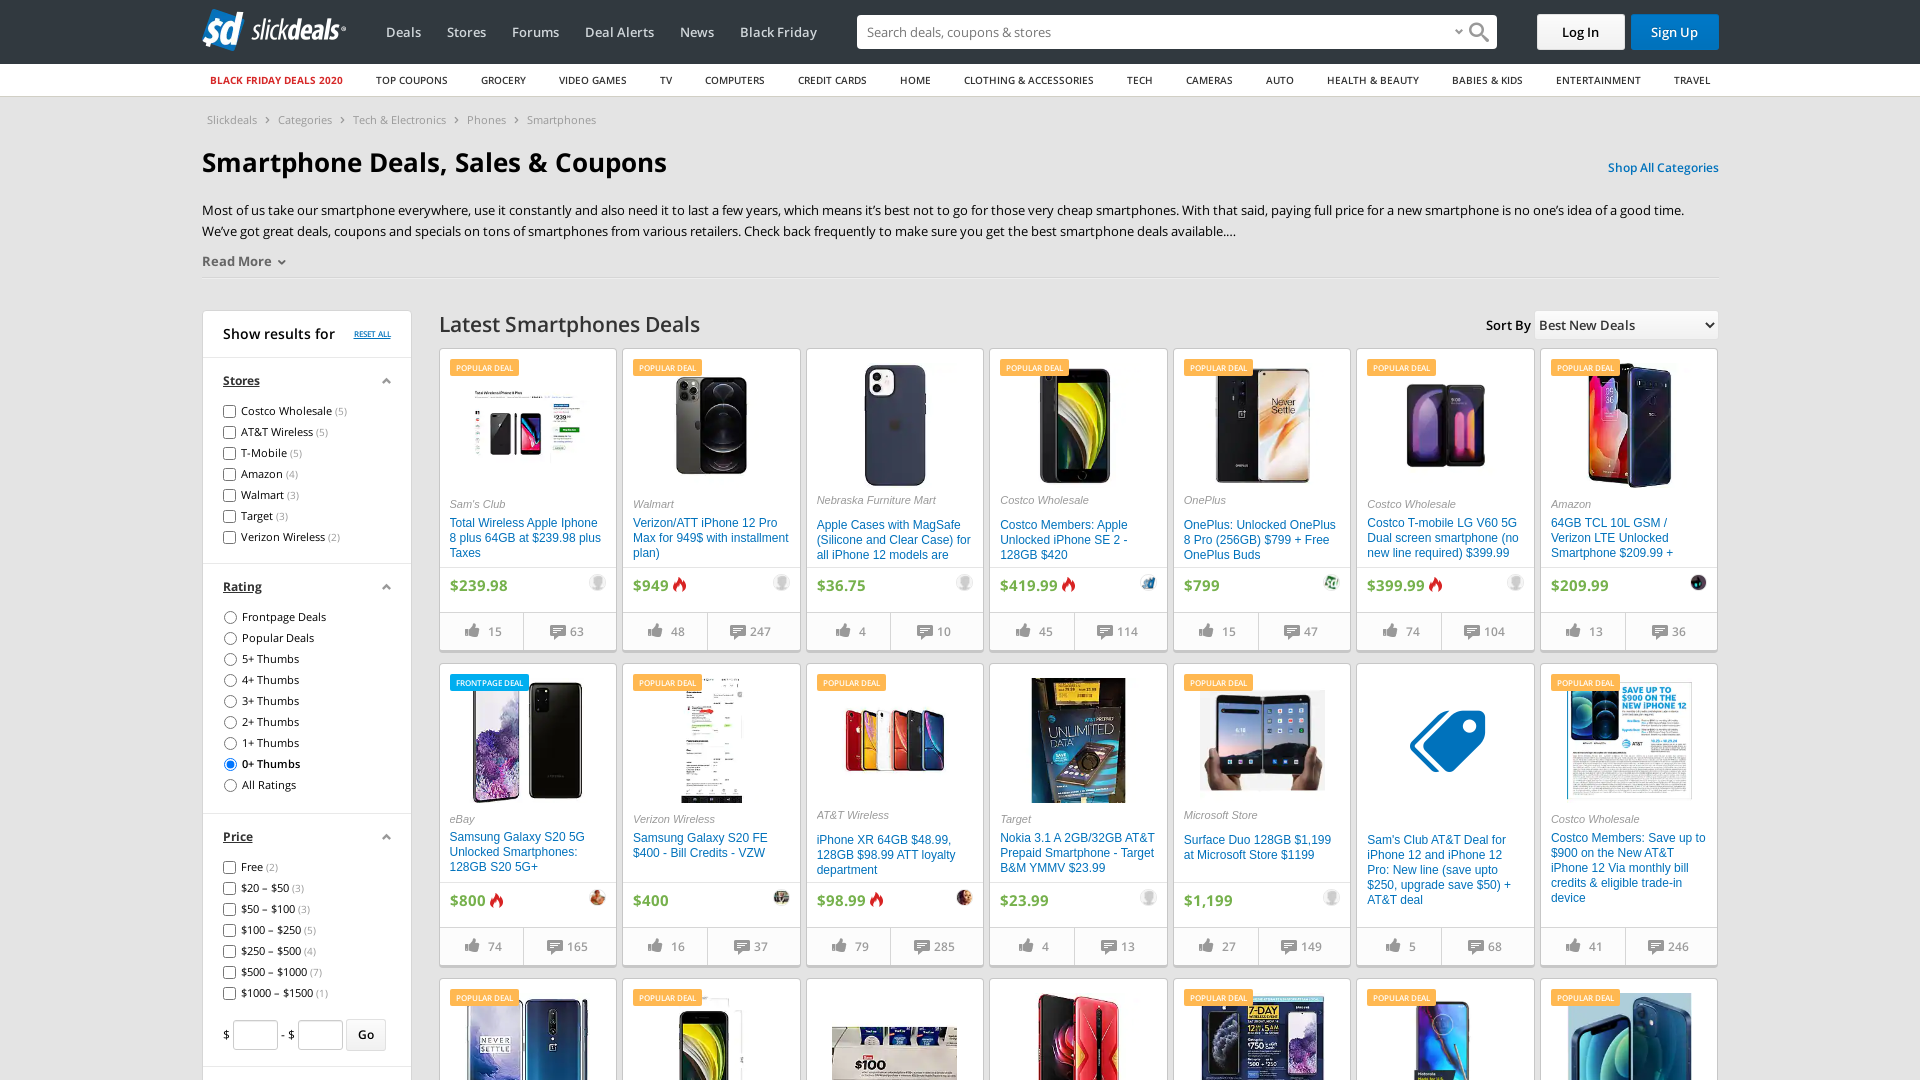 slickdeals
Deals
Stores
Forums
Deal Alerts
News
Black Friday
Search deals, coupons & stores
Log In
Sign Up
BLACK FRIDAY DEALS 2020
TOP COUPONS
GROCERY
VIDEO GAMES
TV
COMPUTERS
CREDIT CARDS
HOME
CLOTHING & ACCESSORIES
TECH
CAMERAS
AUTO
HEALTH & BEAUTY
BABIES & KIDS
ENTERTAINMENT
TRAVEL
Slickdeals > Categories > Tech & Electronics > Phones > Smartphones
Smartphone Deals, Sales & Coupons
Shop All Categories
Most of us take our smartphone everywhere, use it constantly and also need it to last a few years, which means it's best not to go for those very cheap smartphones. With that said, paying full price for a new smartphone is no one's idea of a good time.
We've got great deals, coupons and specials on tons of smartphones from various retailers. Check back frequently to make sure you get the best smartphone deals available....
Read More
Show results for
RESET ALL
Stores
Costco Wholesale (5)
AT&T Wireless (5)
T-Mobile (5)
Amazon (4)
Walmart (3)
Target (3)
Verizon Wireless (2)
Rating
Frontpage Deals
Popular Deals
5+ Thumbs
4+ Thumbs
3+ Thumbs
2+ Thumbs
1+ Thumbs
0+ Thumbs
All Ratings
Price
Free (2)
$20 – $50 (3)
$50 – $100 (3)
$100 – $250 (5)
$250 – $500 (4)
$500 – $1000 (7)
$1000 – $1500 (1)
$ - $ Go
Latest Smartphones Deals
Sort By Best New Deals
POPULAR DEAL
Sam's Club
Total Wireless Apple Iphone
8 plus 64GB at $239.98 plus
Taxes
$239.98
15
63
POPULAR DEAL
Walmart
Verizon/ATT iPhone 12 Pro
Max for 949$ with installment
plan)
$949
48
247
Nebraska Furniture Mart
Apple Cases with MagSafe
(Silicone and Clear Case) for
all iPhone 12 models are
$36.75
4
10
POPULAR DEAL
Costco Wholesale
Costco Members: Apple
Unlocked iPhone SE 2 -
128GB $420
$419.99
45
114
POPULAR DEAL
Never
Settle
OnePlus
OnePlus: Unlocked OnePlus
8 Pro (256GB) $799 + Free
OnePlus Buds
$799
15
47
POPULAR DEAL
Costco Wholesale
Costco T-mobile LG V60 5G
Dual screen smartphone (no
new line required) $399.99
$399.99
74
104
POPULAR DEAL
Amazon
64GB TCL 10L GSM /
Verizon LTE Unlocked
Smartphone $209.99 +
$209.99
13
36
FRONTPAGE DEAL
eBay
Samsung Galaxy S20 5G
Unlocked Smartphones:
128GB S20 5G+
$800
74
165
POPULAR DEAL
Verizon Wireless
Samsung Galaxy S20 FE
$400 - Bill Credits - VZW
$400
16
37
POPULAR DEAL
AT&T Wireless
iPhone XR 64GB $48.99,
128GB $98.99 ATT loyalty
department
$98.99
79
285
UNLIMITED
DATA
Target
Nokia 3.1 A 2GB/32GB AT&T
Prepaid Smartphone - Target
B&M YMMV $23.99
$23.99
4
13
POPULAR DEAL
Microsoft Store
Surface Duo 128GB $1,199
at Microsoft Store $1199
$1,199
27
149
Sam's Club AT&T Deal for
iPhone 12 and iPhone 12
Pro: New line (save upto
$250, upgrade save $50) +
AT&T deal
5
68
POPULAR DEAL
SAVE UP TO
$900 ON THE
NEW IPHONE 12
Costco Wholesale
Costco Members: Save up to
$900 on the New AT&T
iPhone 12 Via monthly bill
credits & eligible trade-in
device
41
246
POPULAR DEAL
NEVER
SETTLE
POPULAR DEAL
$100
POPULAR DEAL
7-DAY
$750
POPULAR DEAL
POPULAR DEAL